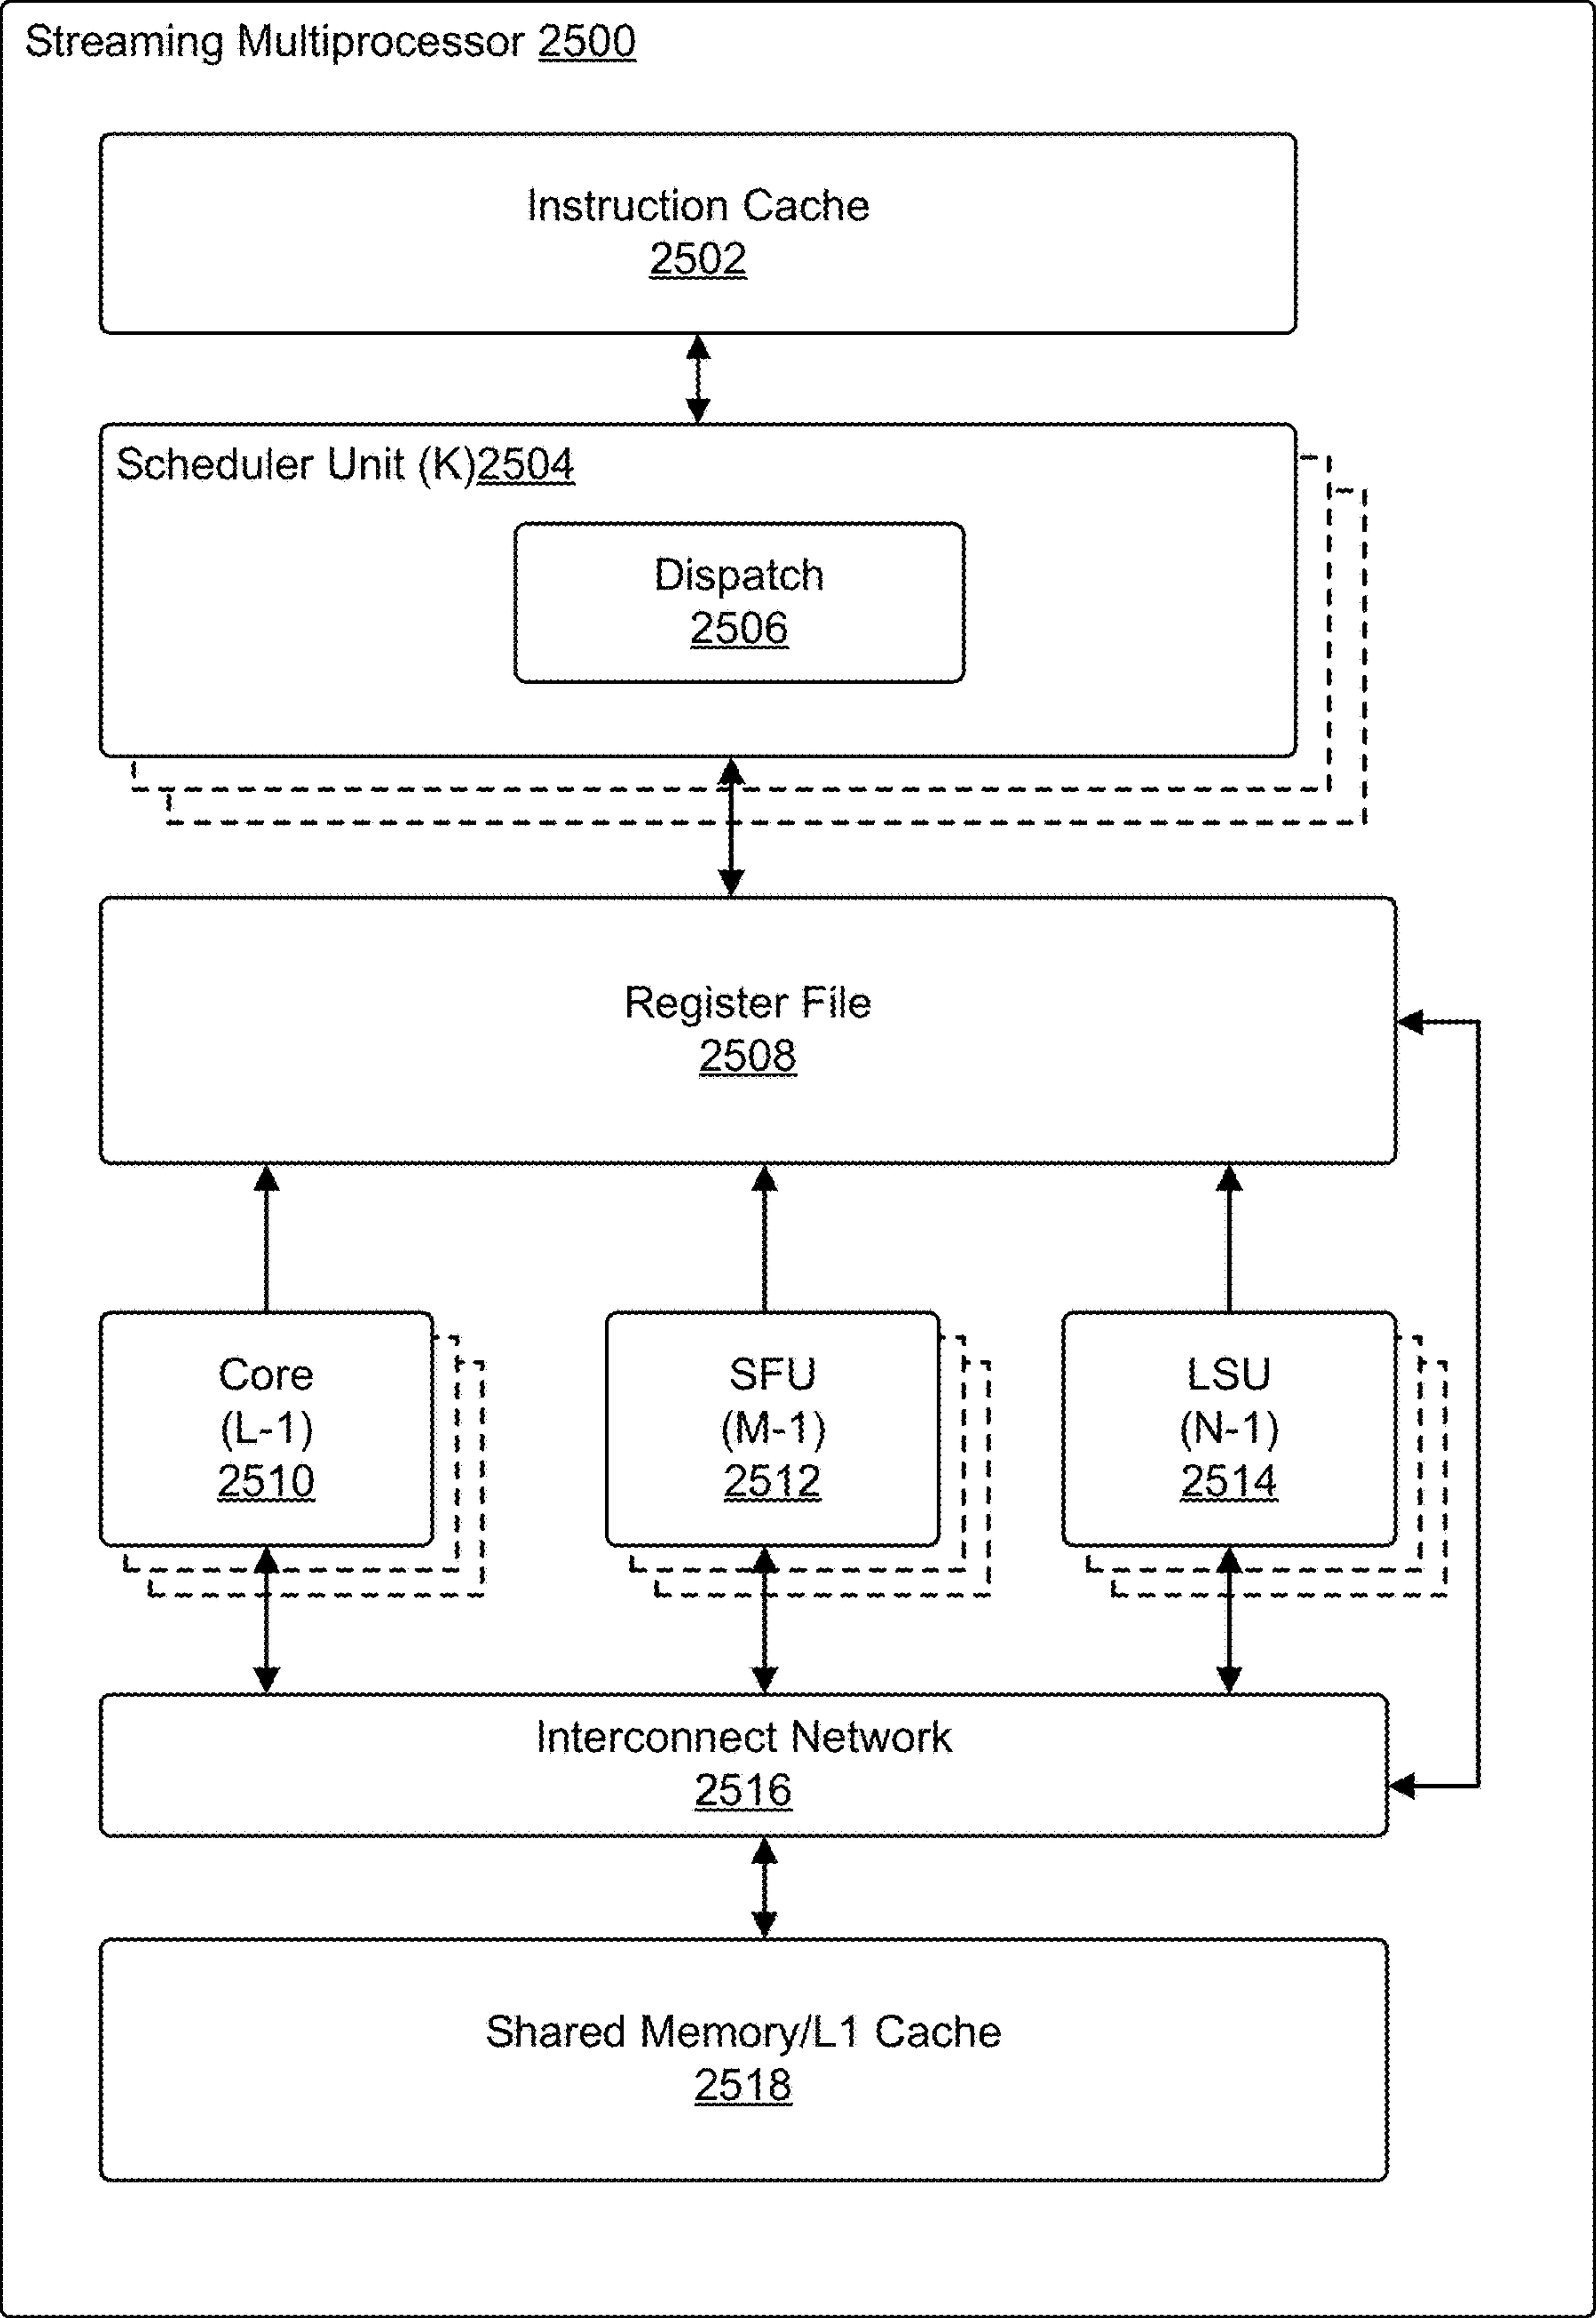 Streaming Multiprocessor 2500
Instruction Cache
2502
Scheduler Unit (K)2504
Dispatch
2506
Register File
2508
Core
(L-1)
2510
SFU
(M-1)
2512
LSU
(N-1)
2514
Interconnect Network
2516
Shared Memory/L1 Cache
2518